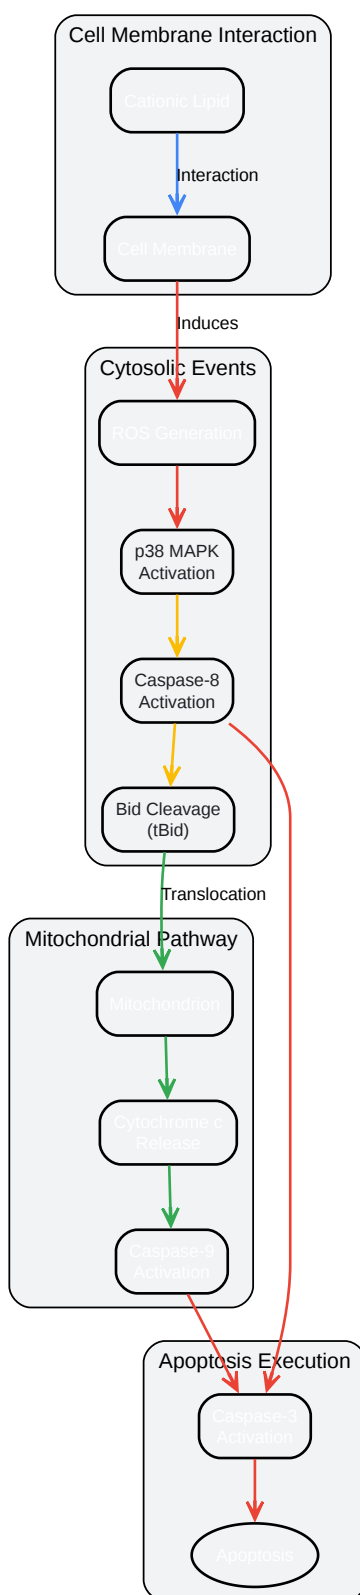 Cell Membrane Interaction
Cationic Lipid
Interaction
Cell Membrane
Induces
Cytosolic Events
ROS Generation
p38 MAPK
Activation
Caspase-8
Activation
Bid Cleavage
(tBid)
Translocation
Mitochondrial Pathway
Mitochondrion
Cytochrome c
Release
Caspase-9
Activation
Apoptosis Execution
Caspase-3
Activation
Apoptosis